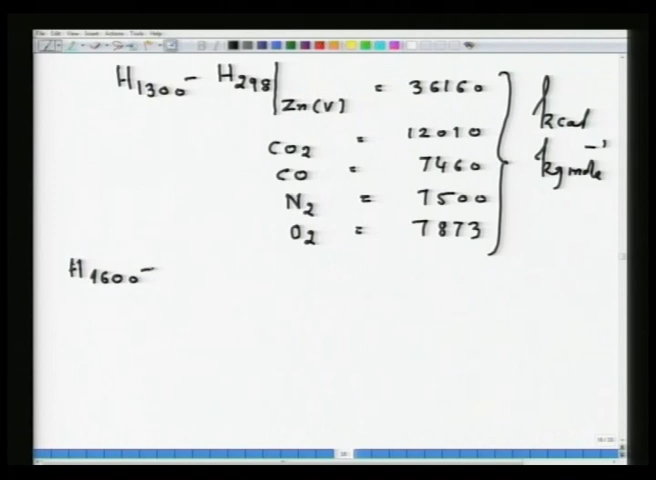 H1300 - H298|Zn(V) = 36160
CO2 = 12010
CO = 7460
N2 = 7500
O2 = 7873
kcal
kg mole⁻¹
H1600 -